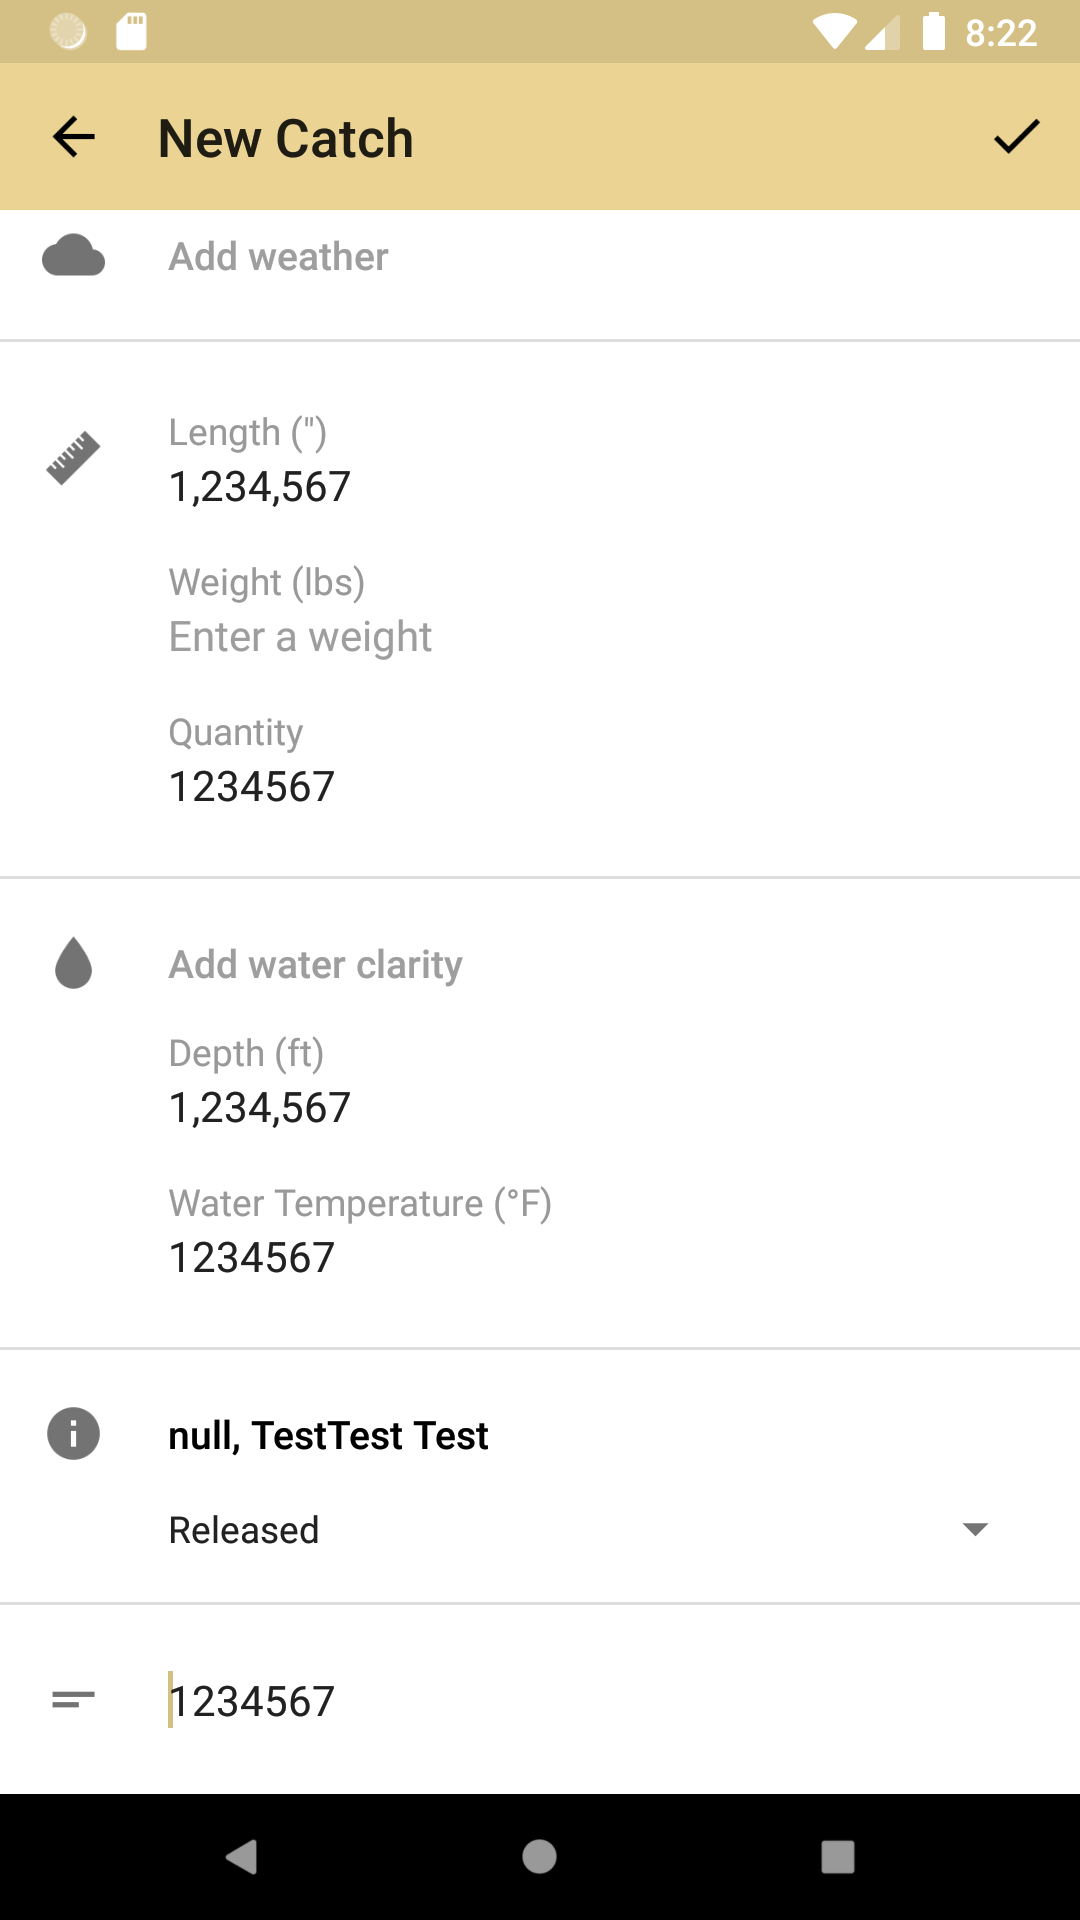 8:22
New Catch
Add weather
Length (")
1,234,567
Weight (lbs)
Enter a weight
Quantity
1234567
Add water clarity
Depth (ft)
1,234,567
Water Temperature (°F)
1234567
null, TestTest Test
Released
1234567